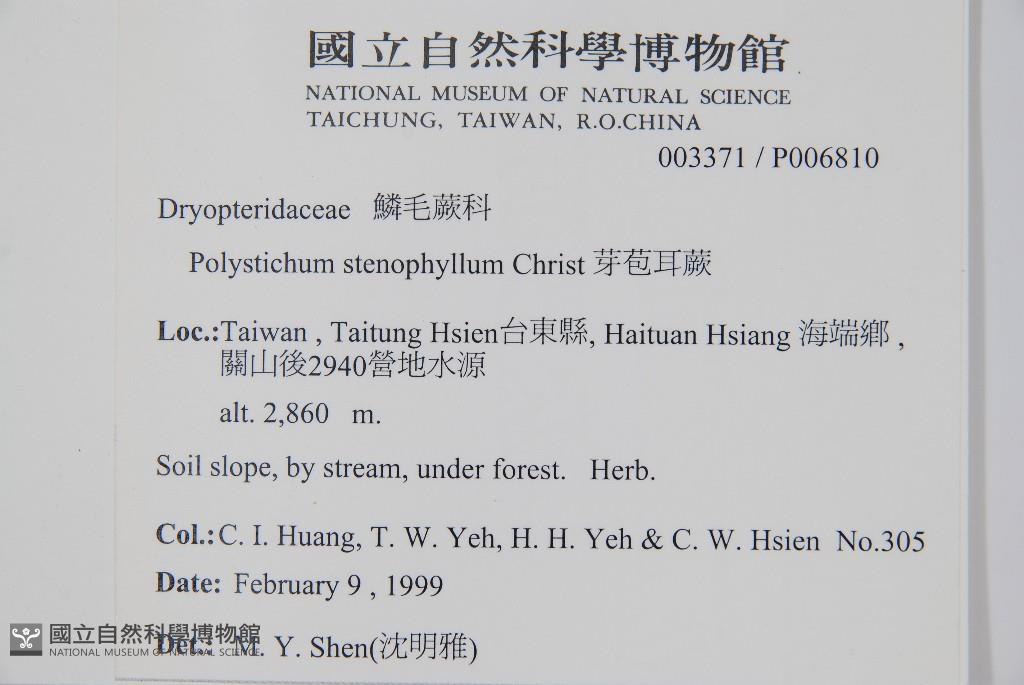 國立自然科學博物館
NATIONAL MUSEUM OF NATURAL SCIENCE
TAICHUNG, TAIWAN, R.O.CHINA
003371 / P006810
Dryopteridaceae 鱗毛蕨科
Polystichum stenophyllum Christ 芽苞耳蕨
Loc.:Taiwan , Taitung Hsien台東縣, Haituan Hsiang 海端鄉 ,
關山後2940營地水源
alt. 2,860 m.
Soil slope, by stream, under forest. Herb.
Col.: C. I. Huang, T. W. Yeh, H. H. Yeh & C. W. Hsien No.305
Date: February 9 , 1999
Det.: M. Y. Shen(沈明雅)
國立自然科學博物館
NATIONAL MUSEUM OF NATURAL SCIENCE